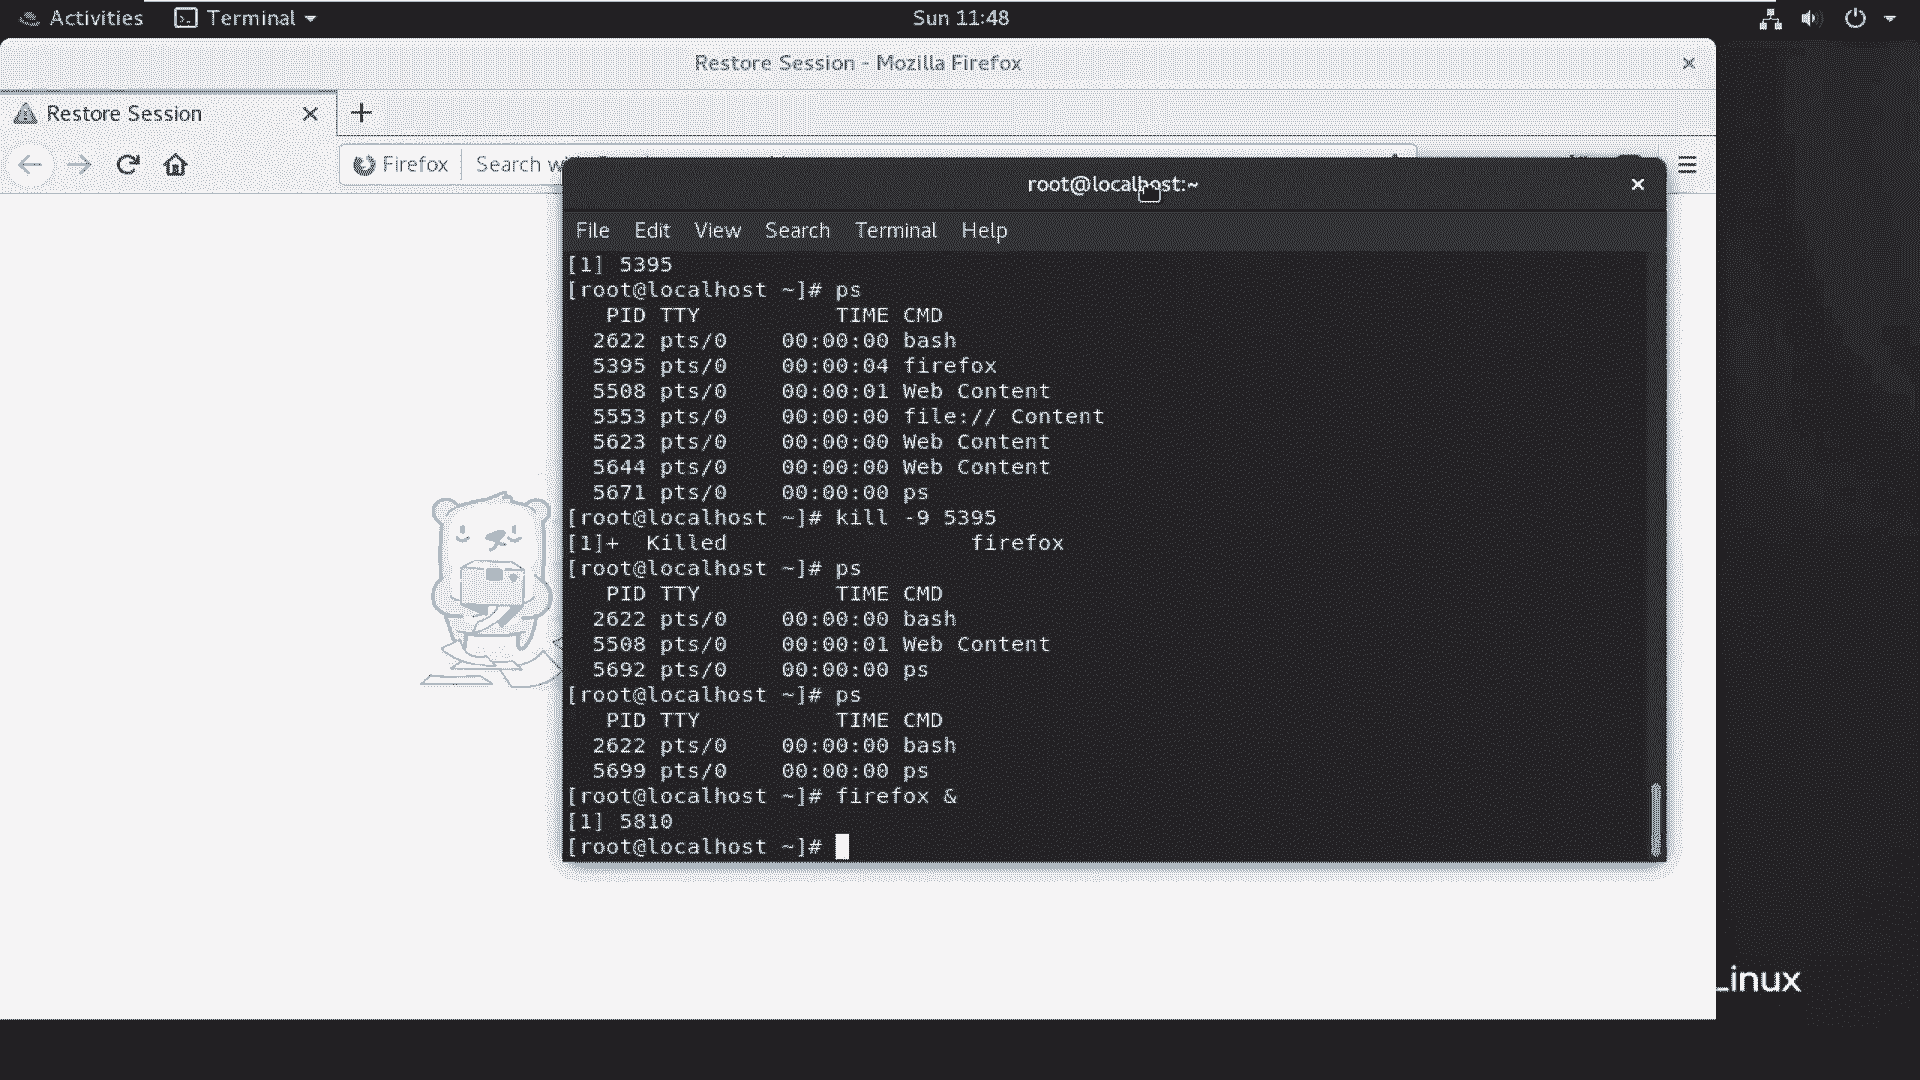 Activities Terminal Sun 11:48
Restore Session - Mozilla Firefox
Restore Session
Firefox Search
root@localhost:~
File Edit View Search Terminal Help
[1] 5395
[root@localhost ~]# ps
PID TTY TIME CMD
2622 pts/0 00:00:00 bash
5395 pts/0 00:00:04 firefox
5508 pts/0 00:00:01 Web Content
5553 pts/0 00:00:00 file:// Content
5623 pts/0 00:00:00 Web Content
5644 pts/0 00:00:00 Web Content
5671 pts/0 00:00:00 ps
[root@localhost ~]# kill -9 5395
[1]+ Killed firefox
[root@localhost ~]# ps
PID TTY TIME CMD
2622 pts/0 00:00:00 bash
5508 pts/0 00:00:01 Web Content
5692 pts/0 00:00:00 ps
[root@localhost ~]# ps
PID TTY TIME CMD
2622 pts/0 00:00:00 bash
5699 pts/0 00:00:00 ps
[root@localhost ~]# firefox &
[1] 5810
[root@localhost ~]#
Linux